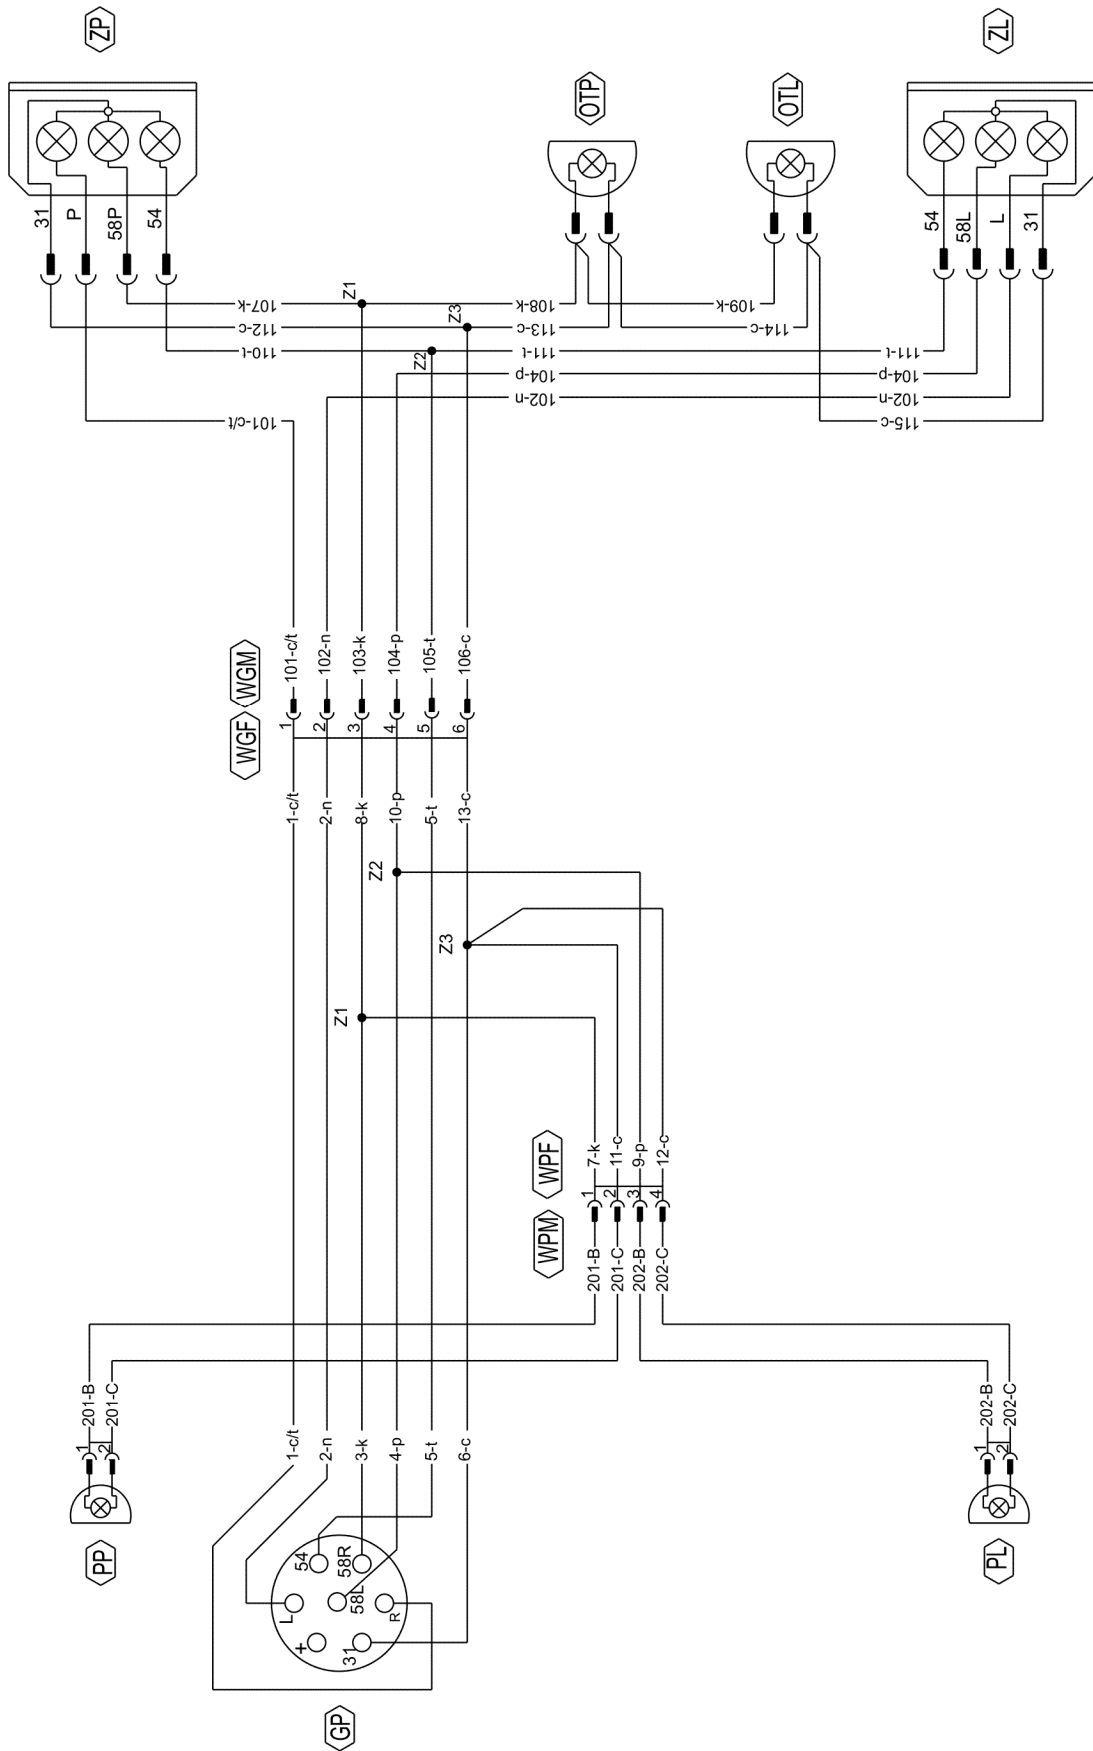 ZP
ZL
OTP
OTL
31
P
58P
54
54
58L
L
31
107-k
Z1
108-k
109-k
112-c
Z3
113-c
114-c
110-t
Z2
111-t
111-t
104-p
104-p
102-n
102-n
101-c/t
115-c
WGM
101-c/t
102-n
103-k
104-p
105-t
106-c
WGF
1
2
3
4
5
6
1-c/t
2-n
8-k
10-p
5-t
13-c
Z2
Z3
Z1
WPF
7-k
11-c
9-p
12-c
1
2
3
4
WPM
201-B
201-C
202-B
202-C
201-B
201-C
202-B
202-C
1
2
1
2
1-c/t
2-n
3-k
4-p
5-t
6-c
PP
PL
54
58R
L
58L
R
+
31
GP